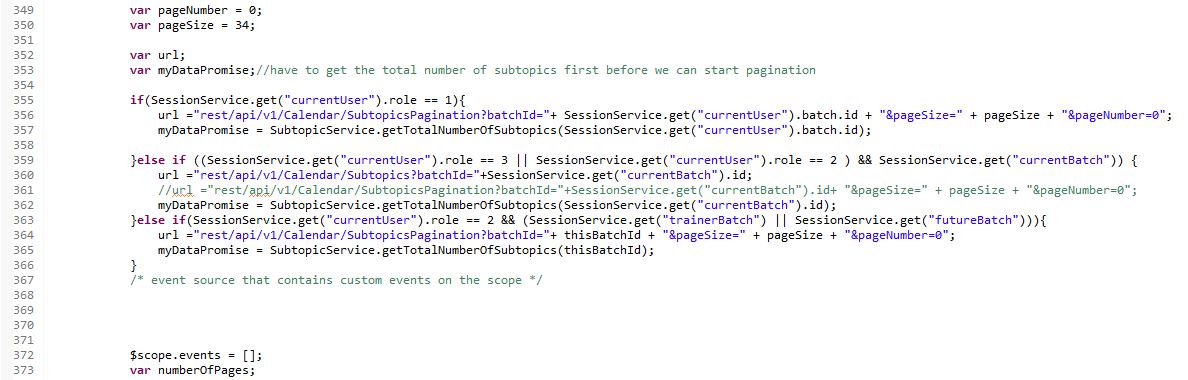 349 var pageNumber = 0;
350 var pageSize = 34;
351
352 var url;
353 var myDataPromise;//have to get the total number of subtopics first before we can start pagination
354
355 if(SessionService.get("currentUser").role == 1){
356 url ="rest/api/v1/Calendar/SubtopicsPagination?batchId="+ SessionService.get("currentUser").batch.id + "&pageSize=" + pageSize + "&pageNumber=0";
357 myDataPromise = SubtopicService.getTotalNumberOfSubtopics(SessionService.get("currentUser").batch.id);
358
359 }else if ((SessionService.get("currentUser").role == 3 || SessionService.get("currentUser").role == 2 ) && SessionService.get("currentBatch")) {
360 url ="rest/api/v1/Calendar/Subtopics?batchId="+SessionService.get("currentBatch").id;
361 //url ="rest/api/v1/Calendar/SubtopicsPagination?batchId="+SessionService.get("currentBatch").id+ "&pageSize=" + pageSize + "&pageNumber=0";
362 myDataPromise = SubtopicService.getTotalNumberOfSubtopics(SessionService.get("currentBatch").id);
363 }else if(SessionService.get("currentUser").role == 2 && (SessionService.get("trainerBatch") || SessionService.get("futureBatch"))){
364 url ="rest/api/v1/Calendar/SubtopicsPagination?batchId="+ thisBatchId + "&pageSize=" + pageSize + "&pageNumber=0";
365 myDataPromise = SubtopicService.getTotalNumberOfSubtopics(thisBatchId);
366 }
367 /* event source that contains custom events on the scope */
368
369
370
371
372 $scope.events = [];
373 var numberOfPages;